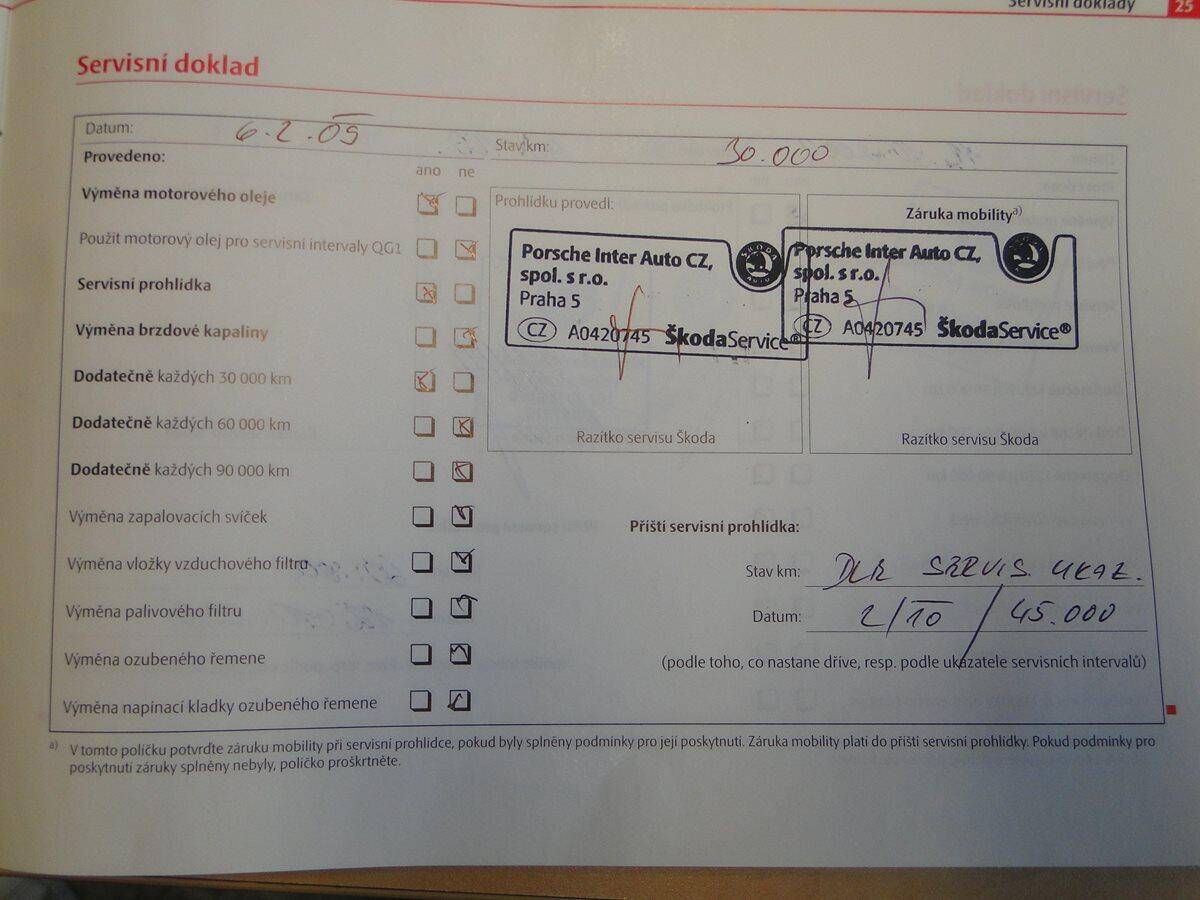 Servisní doklady 25
Servisní doklad
Datum: 6.2.09 Stav km: 30.000
Provedeno:
ano ne
Výměna motorového oleje
Použit motorový olej pro servisní intervaly QG1
Servisní prohlídka
Výměna brzdové kapaliny
Dodatečně každých 30 000 km
Dodatečně každých 60 000 km
Dodatečně každých 90 000 km
Výměna zapalovacích svíček
Výměna vložky vzduchového filtru
Výměna palivového filtru
Výměna ozubeného řemene
Výměna napínací kladky ozubeného řemene
Prohlídku provedl:
Porsche Inter Auto CZ,
spol. s r.o.
Praha 5
CZ A0420745 ŠkodaService®
Razítko servisu Škoda
Záruka mobility a)
Porsche Inter Auto CZ,
spol. s r.o.
Praha 5
CZ A0420745 ŠkodaService®
Razítko servisu Škoda
Příští servisní prohlídka:
Stav km: DLE SERVIS. UKAZ.
Datum: 2/10 / 45.000
(podle toho, co nastane dříve, resp. podle ukazatele servisních intervalů)
a) V tomto políčku potvrďte záruku mobility při servisní prohlídce, pokud byly splněny podmínky pro její poskytnutí. Záruka mobility platí do příští servisní prohlídky. Pokud podmínky pro
poskytnutí záruky splněny nebyly, políčko proškrtněte.